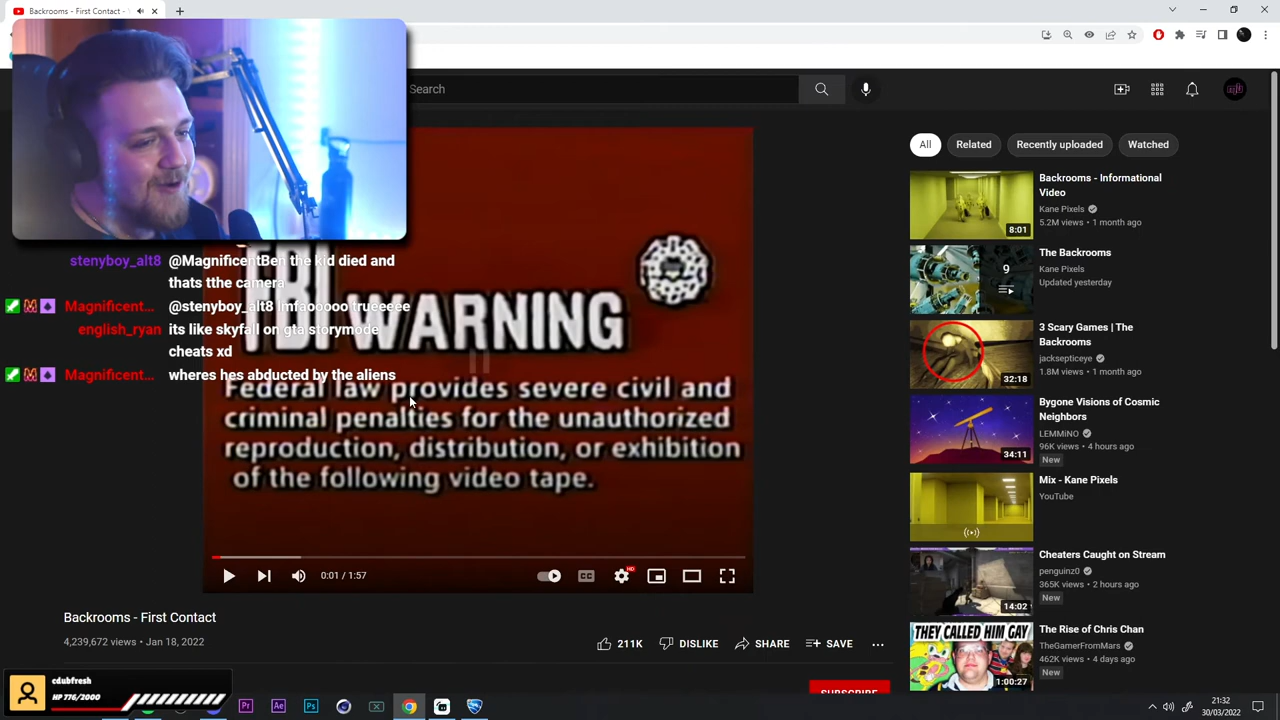 Backrooms - First Contact -
Search
All
Related
Recently uploaded
Watched
stenyboy_alt8 @MagnificentBen the kid died and
thats tthe camera
Magnificent... @stenyboy_alt8 lmfaooooo trueeeee
english_ryan its like skyfall on gta storymode
cheats xd
Magnificent... wheres hes abducted by the aliens
FBI WARNING
Federal law provides severe civil and
criminal penalties for the unauthorized
reproduction, distribution, or exhibition
of the following video tape.
0:01 / 1:57
HD
Backrooms - First Contact
4,239,672 views • Jan 18, 2022
211K
DISLIKE
SHARE
SAVE
SUBSCRIBE
Backrooms - Informational
Video
Kane Pixels
5.2M views • 1 month ago
8:01
The Backrooms
Kane Pixels
Updated yesterday
9
3 Scary Games | The
Backrooms
jacksepticeye
1.8M views • 1 month ago
32:18
Bygone Visions of Cosmic
Neighbors
LEMMiNO
96K views • 4 hours ago
New
34:11
Mix - Kane Pixels
YouTube
Cheaters Caught on Stream
penguinz0
365K views • 2 hours ago
New
14:02
The Rise of Chris Chan
TheGamerFromMars
462K views • 4 days ago
New
THEY CALLED HIM GAY
1:00:27
cdubfresh
HP 776/2000
Pr
Ae
Ps
21:32
30/03/2022